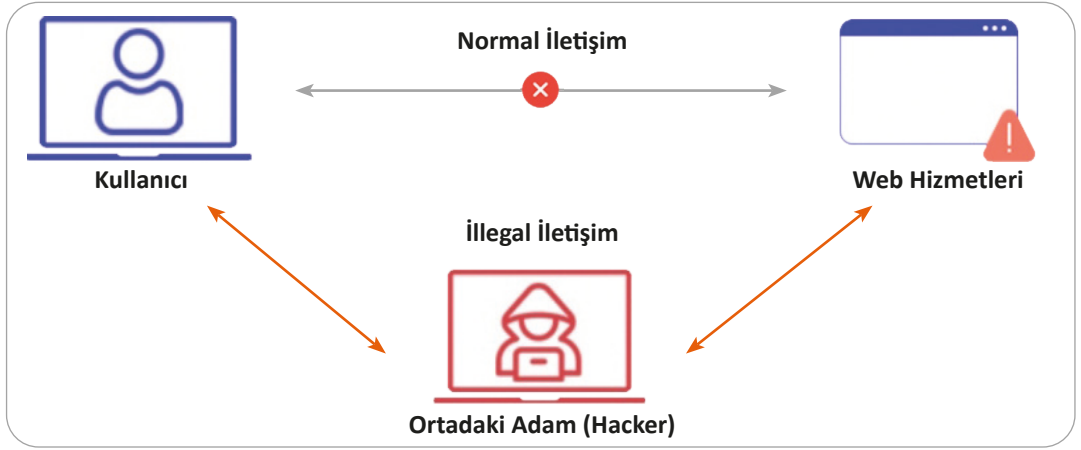 Normal İletişim
Kullanıcı
Web Hizmetleri
İllegal İletişim
Ortadaki Adam (Hacker)